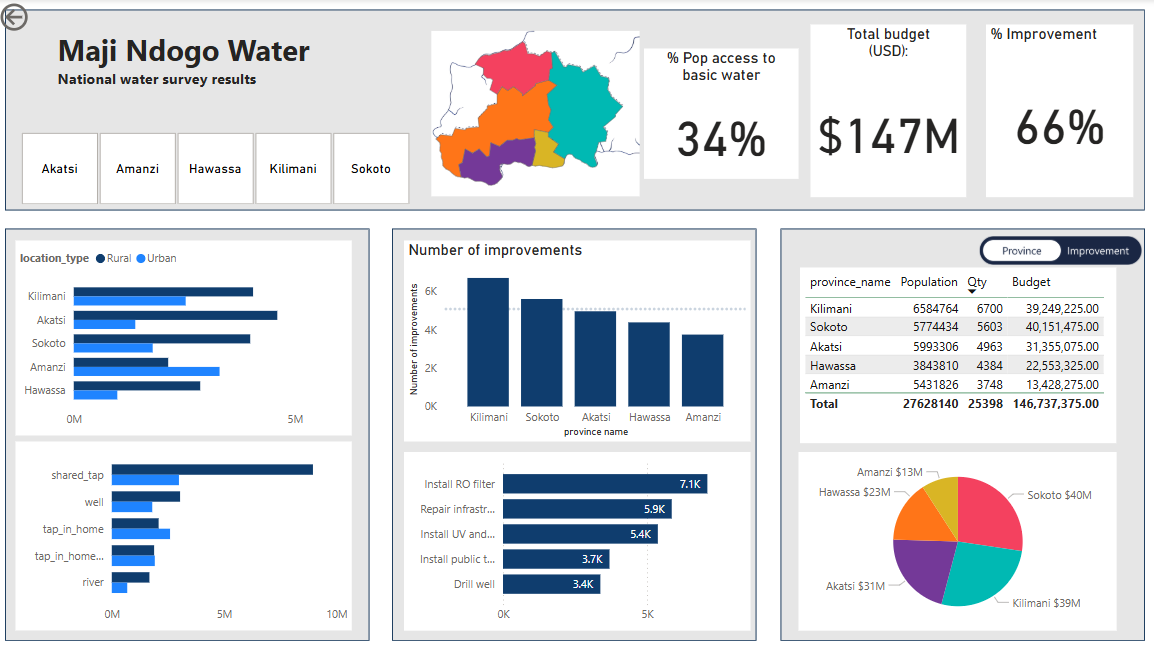 Maji Ndogo Water
National water survey results
Akatsi Amanzi Hawassa Kilimani Sokoto
% Pop access to
basic water
34%
Total budget
(USD):
$147M
% Improvement
66%
location_type Rural Urban
Kilimani
Akatsi
Sokoto
Amanzi
Hawassa
0M 5M
shared_tap
well
tap_in_home
tap_in_home...
river
0M 5M 10M
Number of improvements
Number of improvements
6K
4K
2K
0K
Kilimani Sokoto Akatsi Hawassa Amanzi
province name
Install RO filter 7.1K
Repair infrastr... 5.9K
Install UV and... 5.4K
Install public t... 3.7K
Drill well 3.4K
0K 5K
Province Improvement
province_name Population Qty Budget
Kilimani 6584764 6700 39,249,225.00
Sokoto 5774434 5603 40,151,475.00
Akatsi 5993306 4963 31,355,075.00
Hawassa 3843810 4384 22,553,325.00
Amanzi 5431826 3748 13,428,275.00
Total 27628140 25398 146,737,375.00
Amanzi $13M
Hawassa $23M
Sokoto $40M
Akatsi $31M
Kilimani $39M